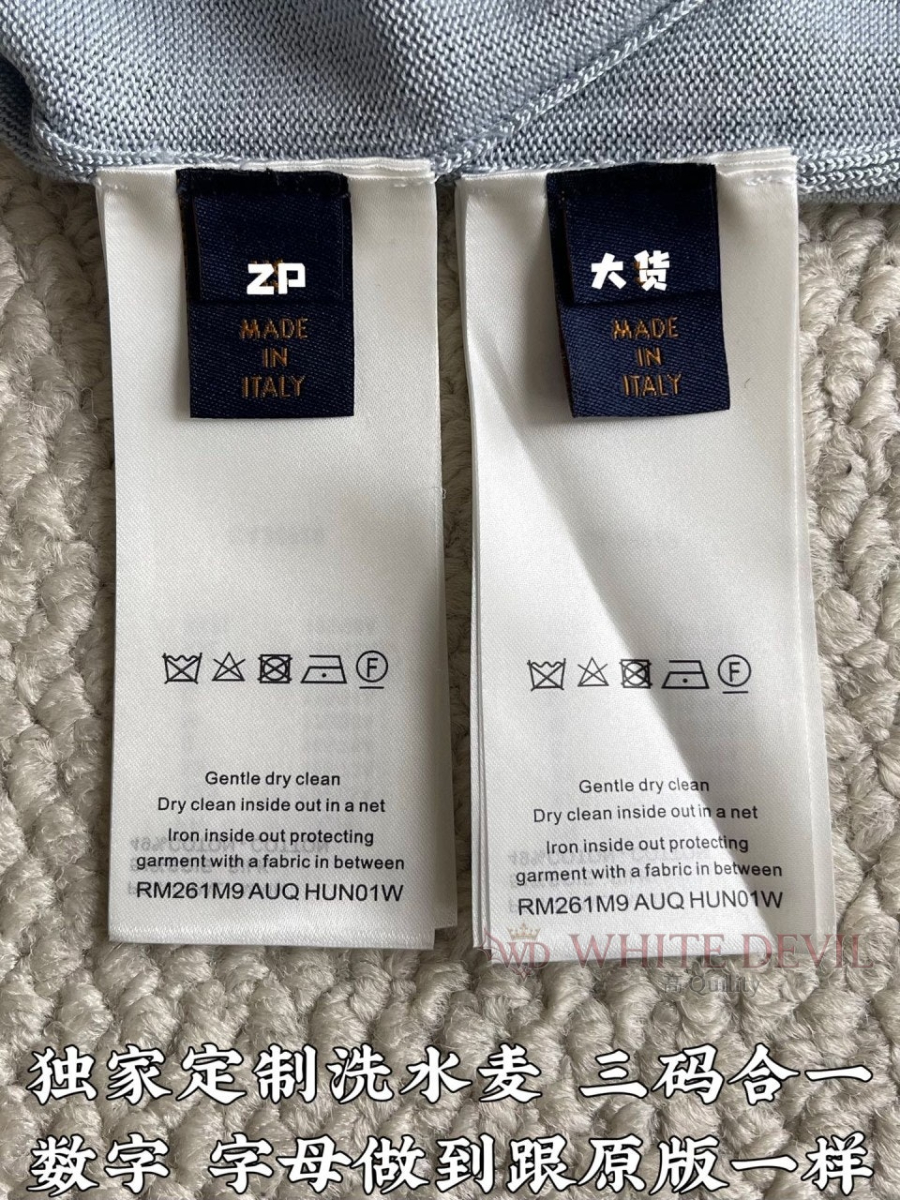 ZP
MADE
IN
ITALY
Gentle dry clean
Dry clean inside out in a net
Iron inside out protecting
garment with a fabric in between
RM261M9 AUQ HUN01W
大货
MADE
IN
ITALY
Gentle dry clean
Dry clean inside out in a net
Iron inside out protecting
garment with a fabric in between
RM261M9 AUQ HUN01W
WD WHITE DEVIL
独家定制洗水麦 三码合一
数字 字母做到跟原版一样